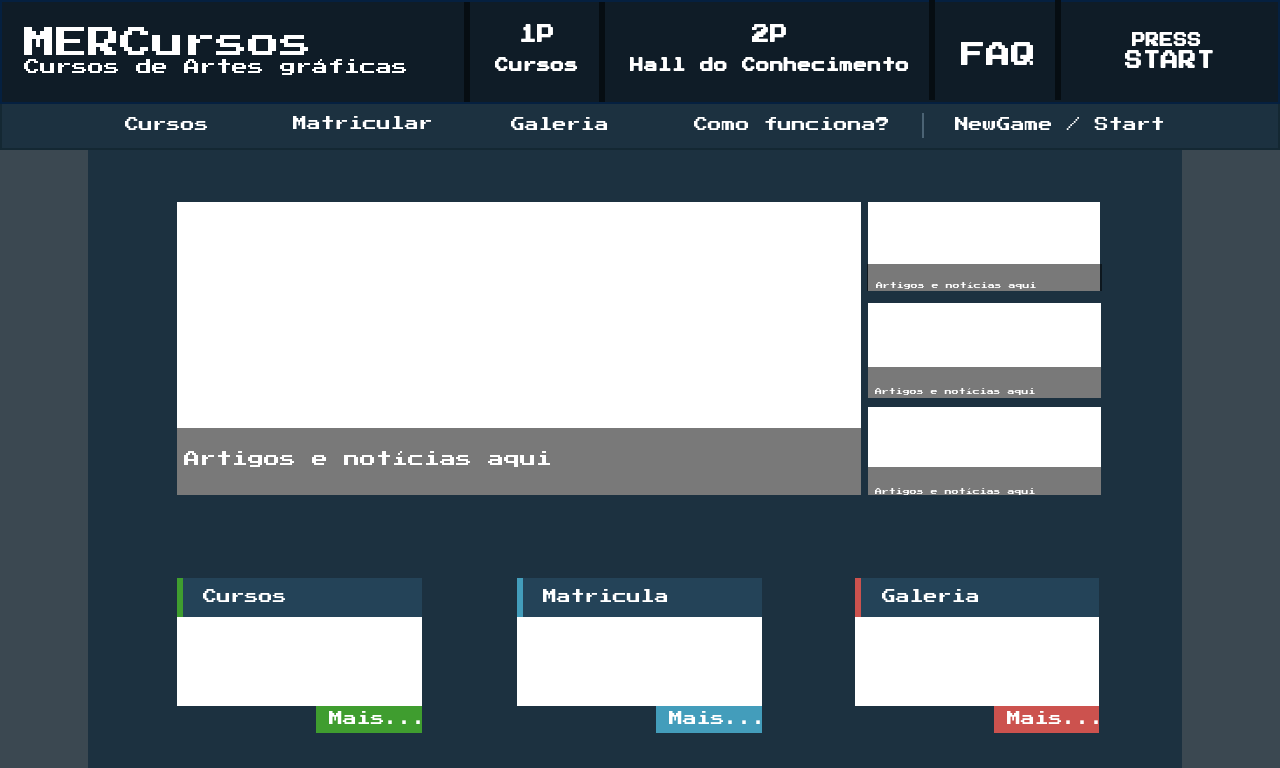 MERCursos
Cursos de Artes gráficas
1P
Cursos
2P
Hall do Conhecimento
FAQ
PRESS
START
Cursos
Matricular
Galeria
Como funciona?
NewGame / Start
Artigos e notícias aqui
Artigos e notícias aqui
Artigos e notícias aqui
Artigos e notícias aqui
Cursos
Matricula
Galeria
Mais...
Mais...
Mais...